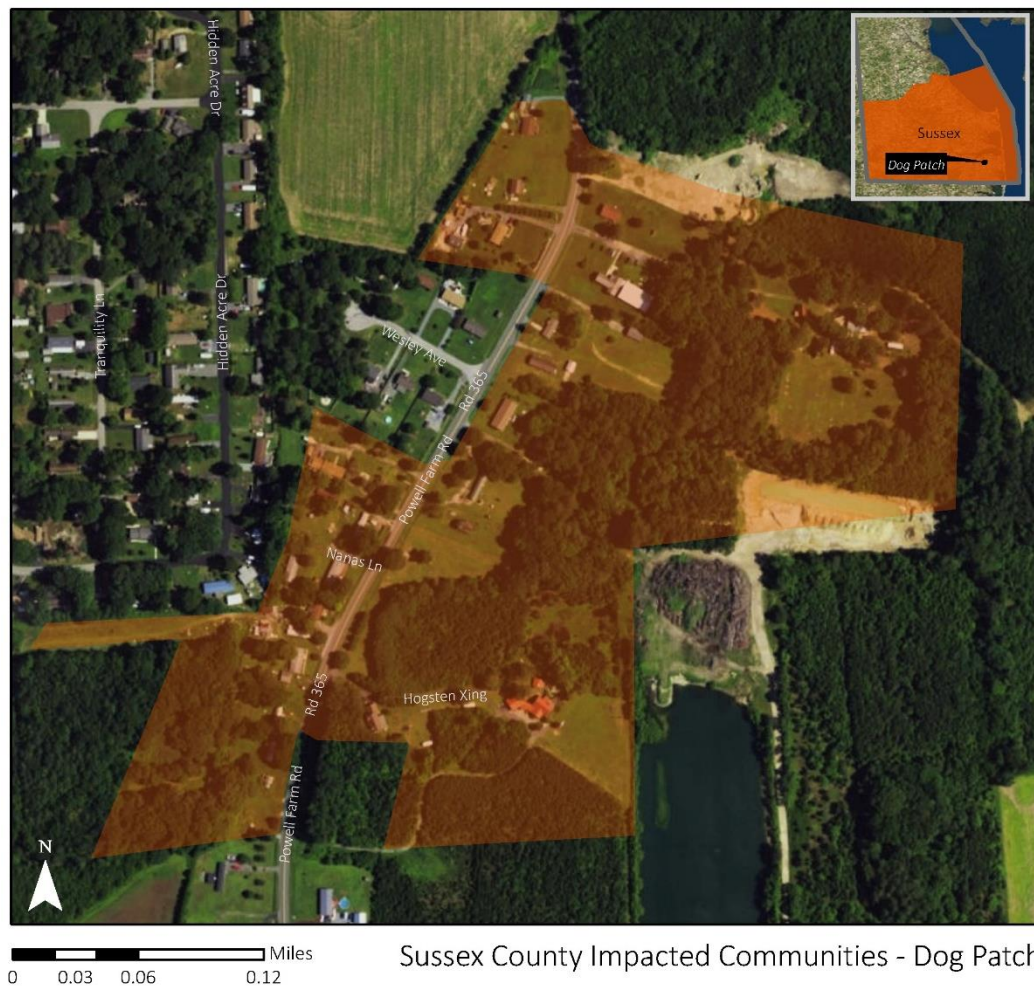 Hidden Acre Dr
Sussex
Dog Patch
Tranquility Ln
Hidden Acre Dr
Wesley Ave
Rd 365
Powell Farm Rd
Nanas Ln
Hogsten Xing
Rd 365
Powell Farm Rd
N
Miles
0 0.03 0.06 0.12
Sussex County Impacted Communities - Dog Patch